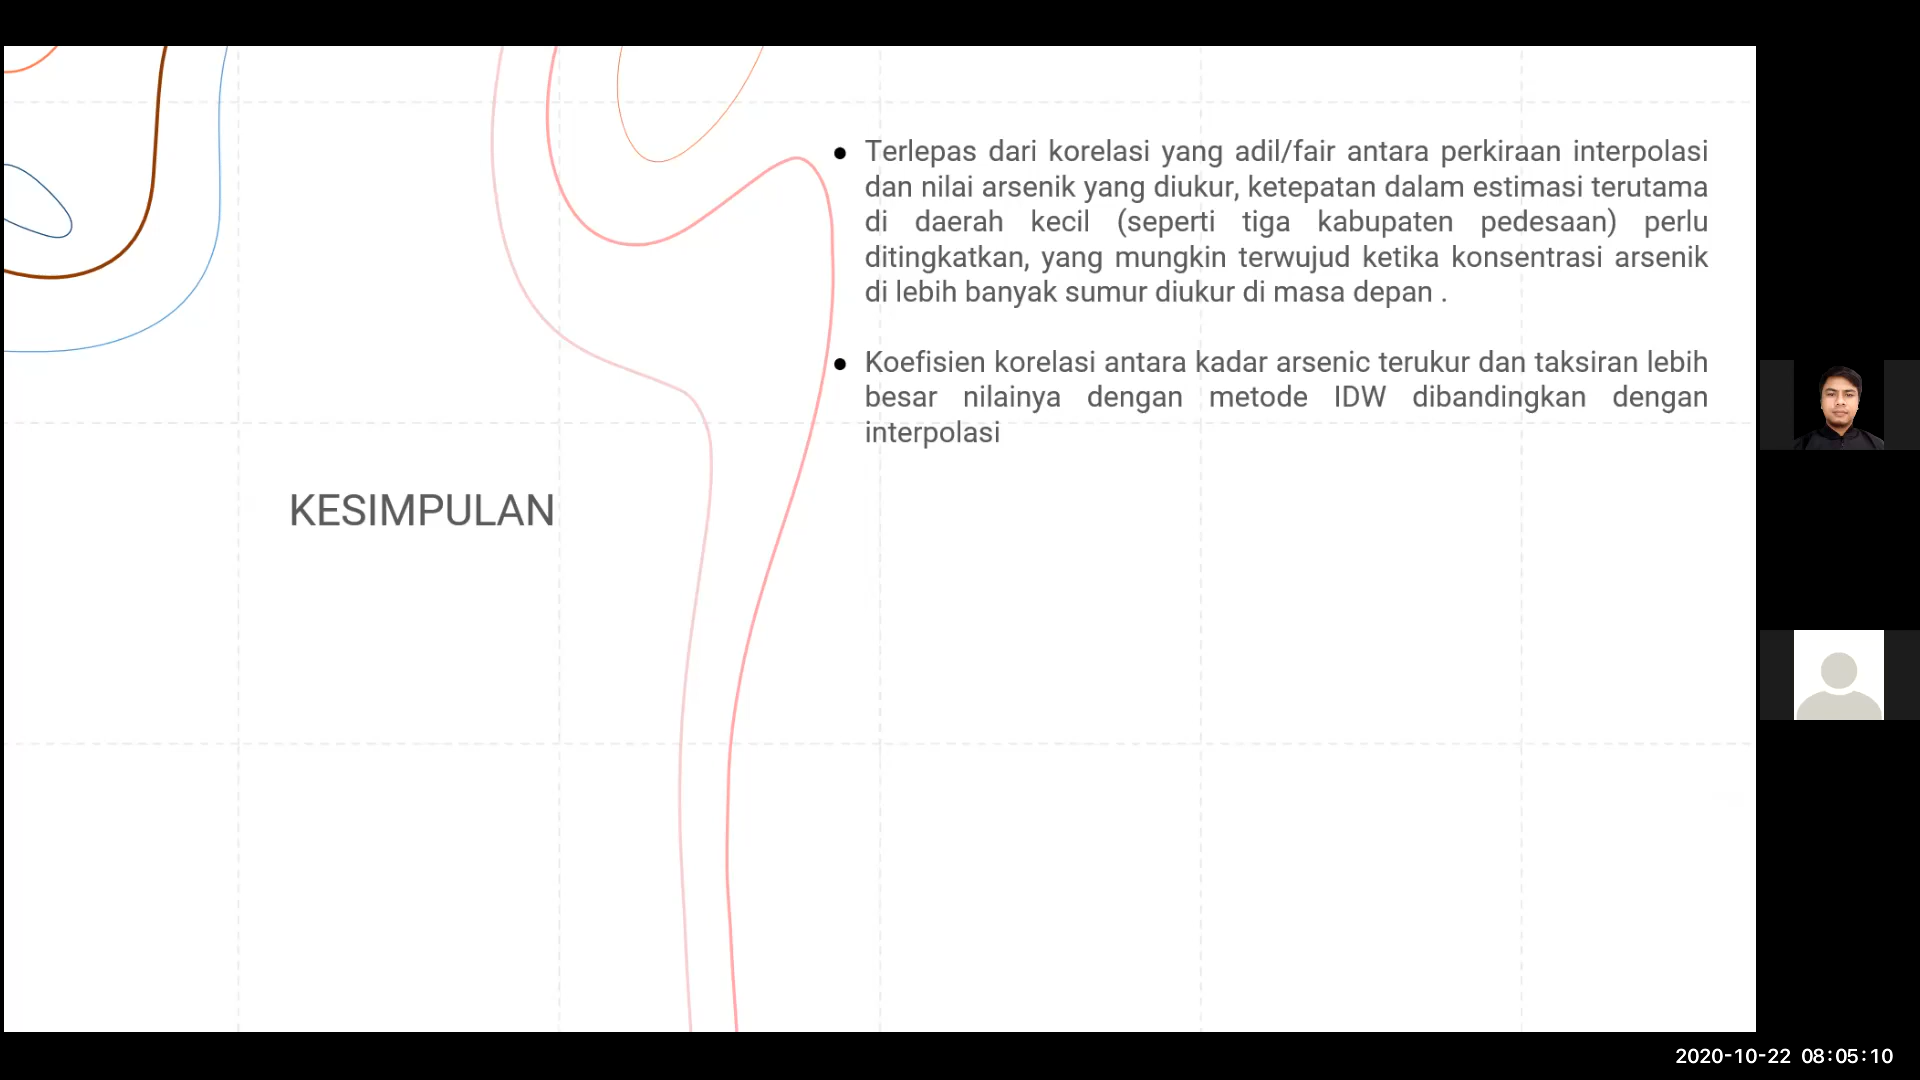 Terlepas dari korelasi yang adil/fair antara perkiraan interpolasi
dan nilai arsenik yang diukur, ketepatan dalam estimasi terutama
di daerah kecil (seperti tiga kabupaten pedesaan) perlu
ditingkatkan, yang mungkin terwujud ketika konsentrasi arsenik
di lebih banyak sumur diukur di masa depan .
Koefisien korelasi antara kadar arsenic terukur dan taksiran lebih
besar nilainya dengan metode IDW dibandingkan dengan
interpolasi
KESIMPULAN
2020-10-22 08:05:10